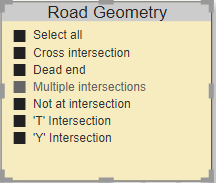 Road Geometry
Select all
Cross intersection
Dead end
Multiple intersections
Not at intersection
'T' Intersection
'Y' Intersection